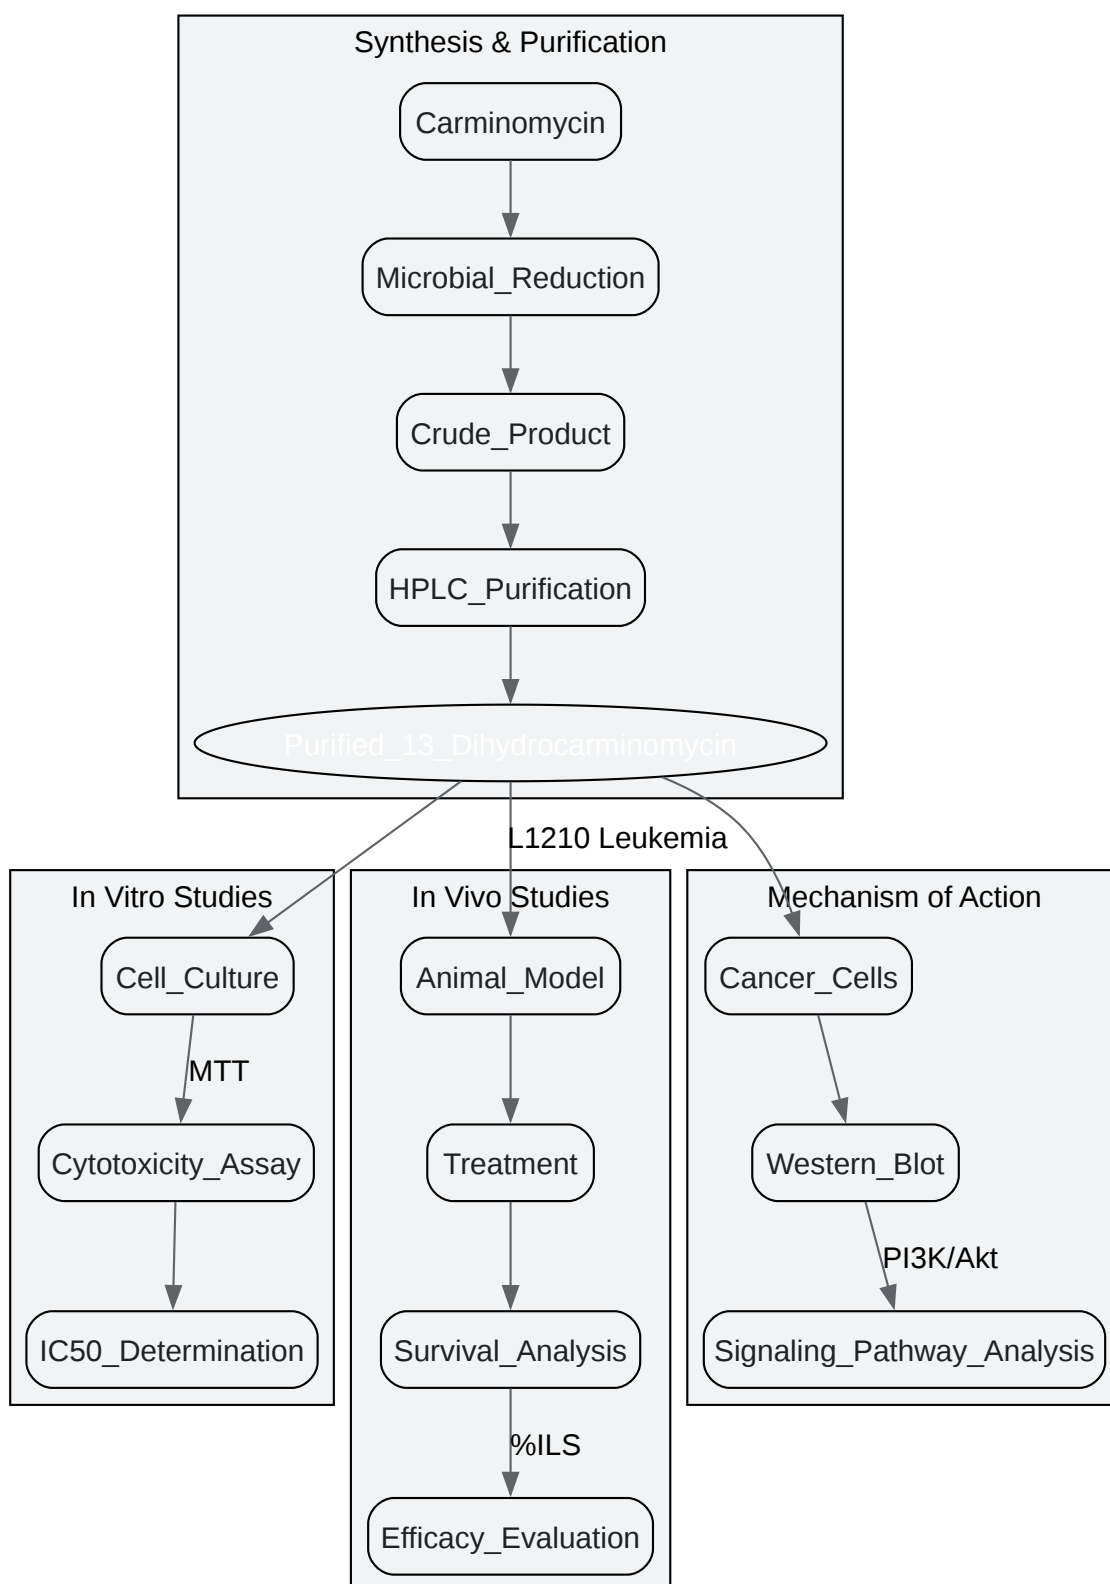 Synthesis & Purification
Carminomycin
Microbial_Reduction
Crude_Product
HPLC_Purification
Purified_13_Dihydrocarminomycin
L1210 Leukemia
In Vitro Studies
Cell_Culture
MTT
Cytotoxicity_Assay
IC50_Determination
In Vivo Studies
Animal_Model
Treatment
Survival_Analysis
%ILS
Efficacy_Evaluation
Mechanism of Action
Cancer_Cells
Western_Blot
PI3K/Akt
Signaling_Pathway_Analysis